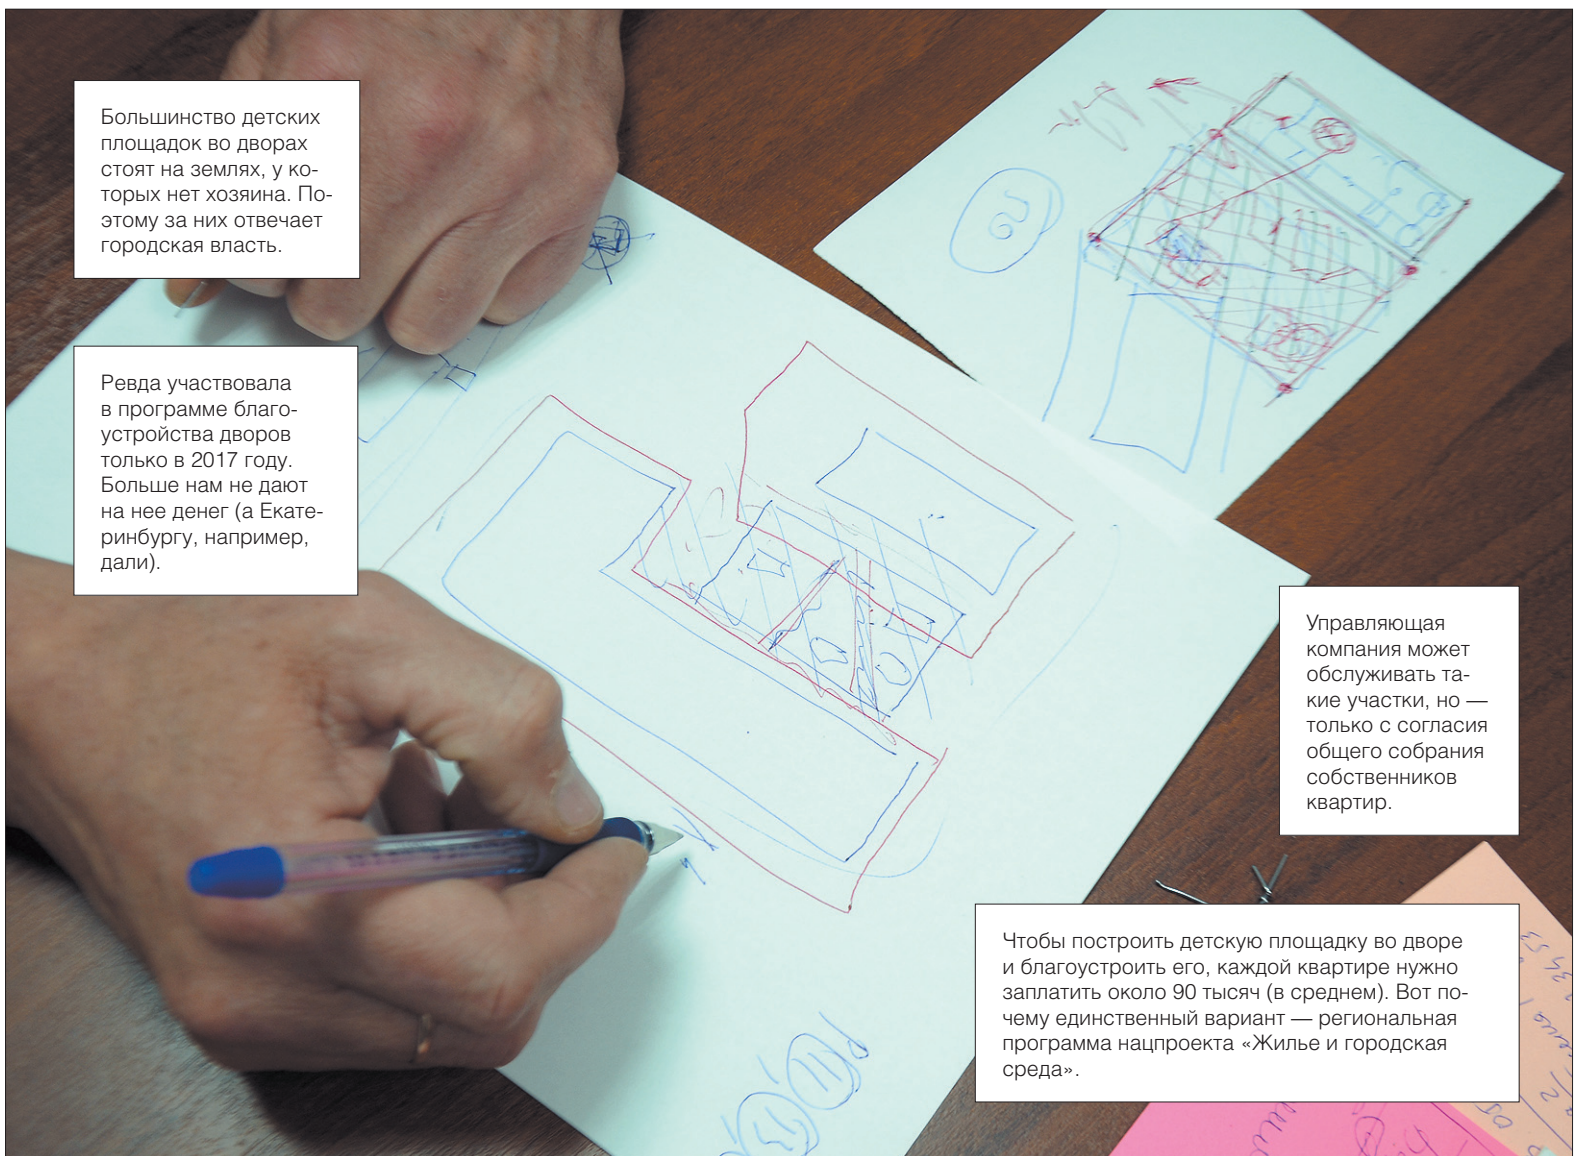 Большинство детских
площадок во дворах
стоят на землях, у ко-
торых нет хозяина. По-
этому за них отвечает
городская власть.
Ревда участвовала
в программе благо-
устройства дворов
только в 2017 году.
Больше нам не дают
на нее денег (а Екате-
ринбургу, например,
дали).
Управляющая
компания может
обслуживать та-
кие участки, но —
только с согласия
общего собрания
собственников
квартир.
Чтобы построить детскую площадку во дворе
и благоустроить его, каждой квартире нужно
заплатить около 90 тысяч (в среднем). Вот по-
чему единственный вариант — региональная
программа нацпроекта «Жилье и городская
среда».